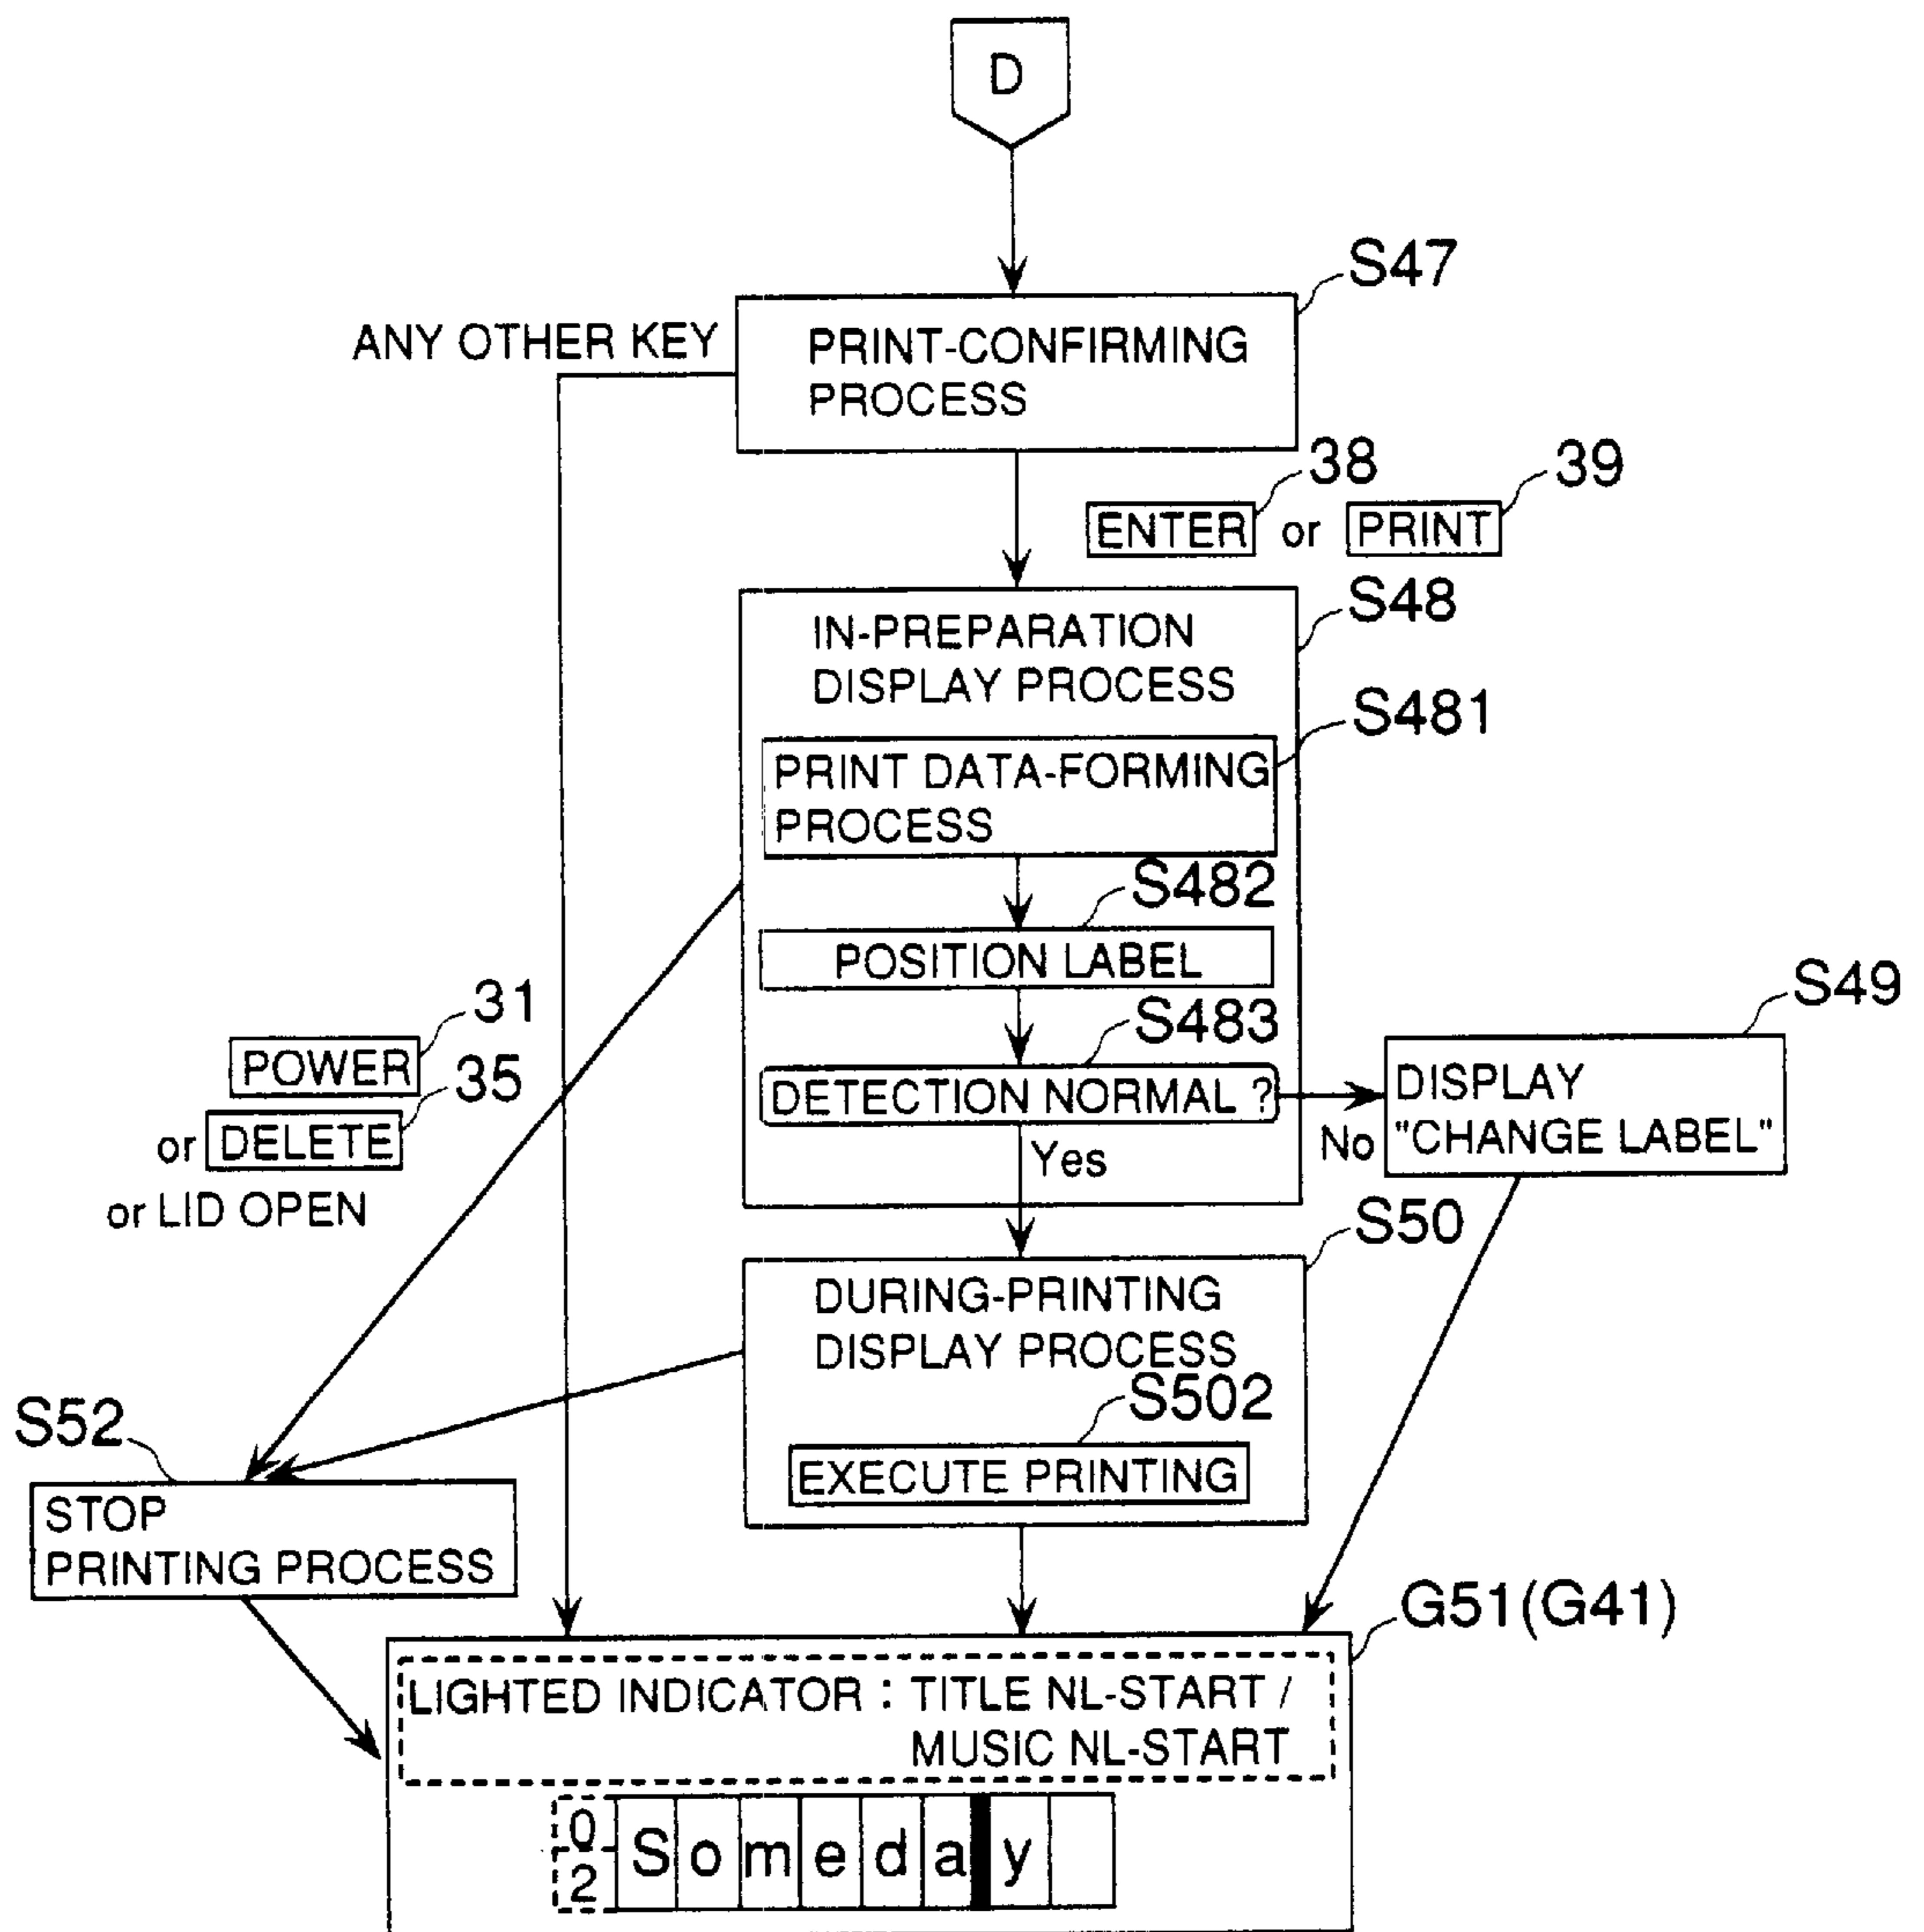 D
S47
ANY OTHER KEY
PRINT-CONFIRMING
PROCESS
38
39
ENTER or PRINT
S48
IN-PREPARATION
DISPLAY PROCESS
S481
PRINT DATA-FORMING
PROCESS
S482
POSITION LABEL
S483
DETECTION NORMAL ?
Yes
No
S49
DISPLAY
"CHANGE LABEL"
31
POWER
35
or DELETE
or LID OPEN
S50
DURING-PRINTING
DISPLAY PROCESS
S502
EXECUTE PRINTING
S52
STOP
PRINTING PROCESS
G51(G41)
LIGHTED INDICATOR : TITLE NL-START /
MUSIC NL-START
0
2
Someday